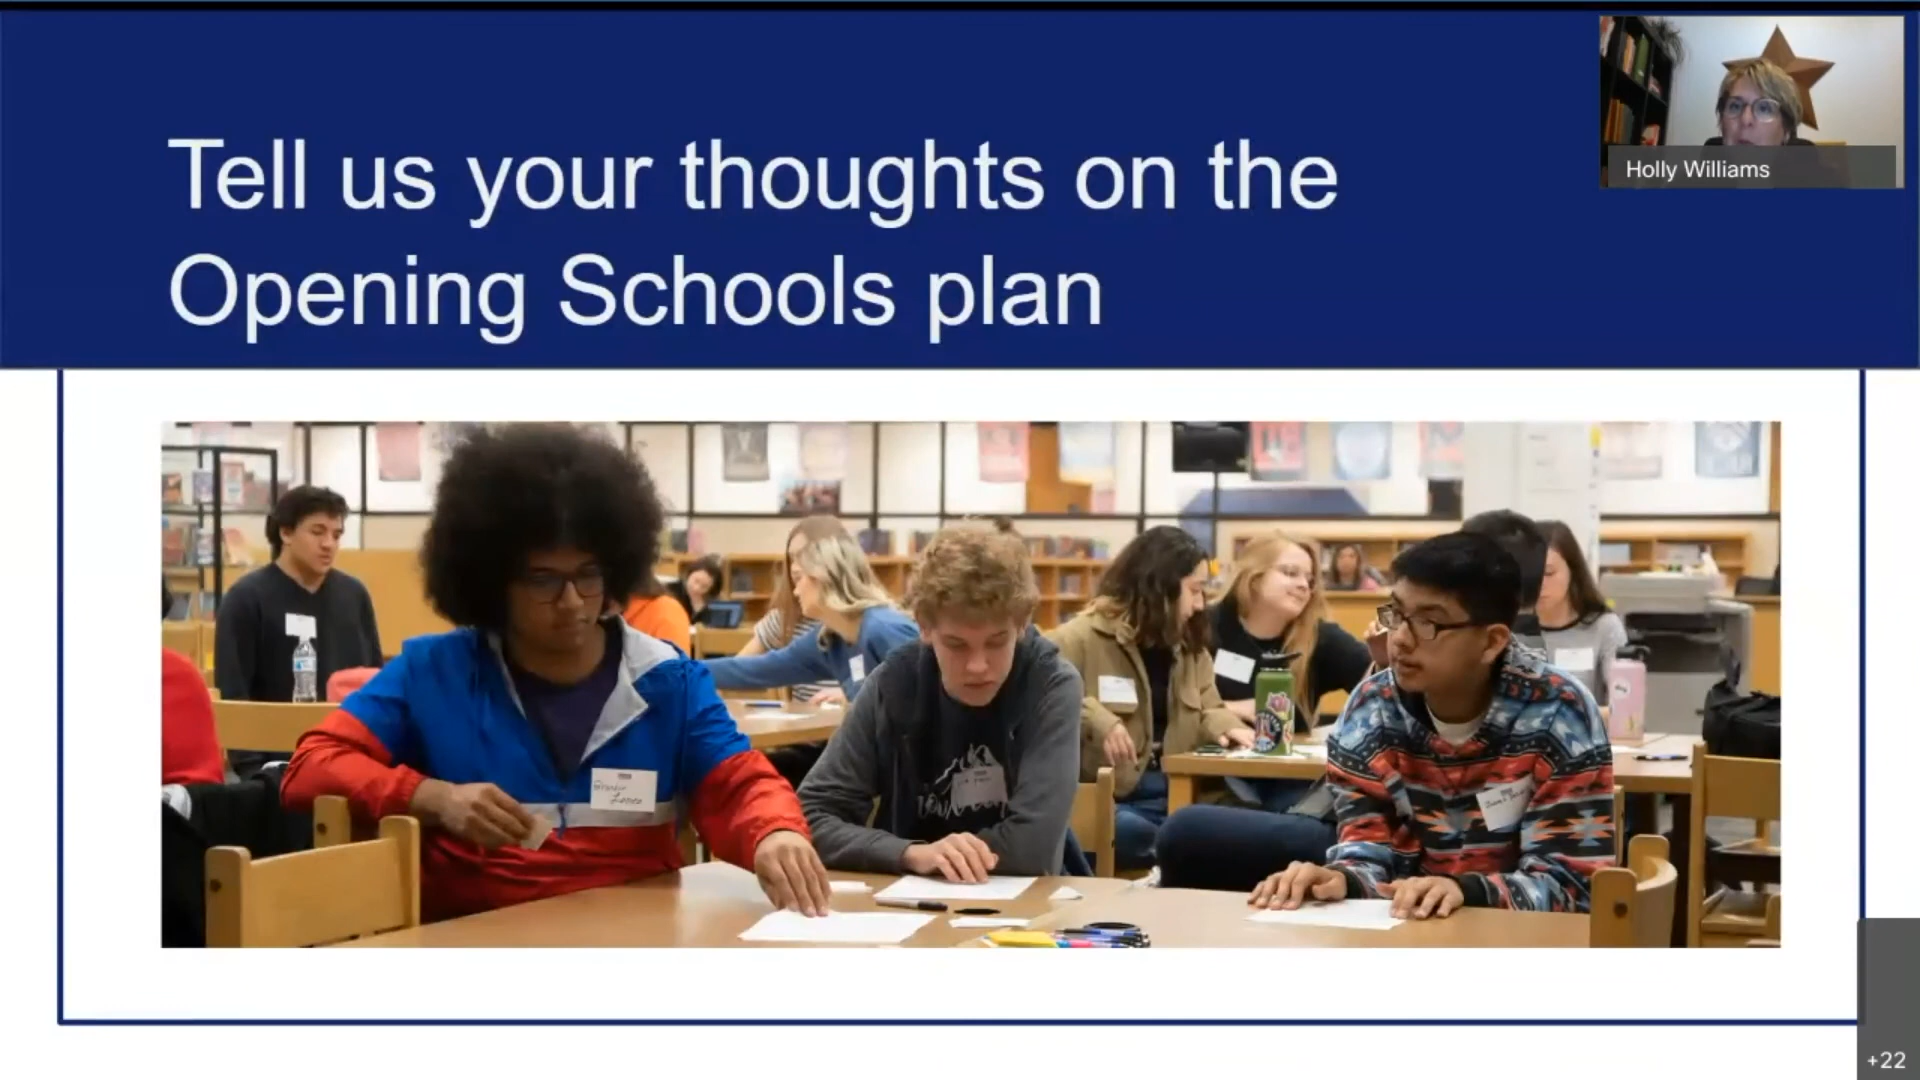 Tell us your thoughts on the
Opening Schools plan
Holly Williams
+22